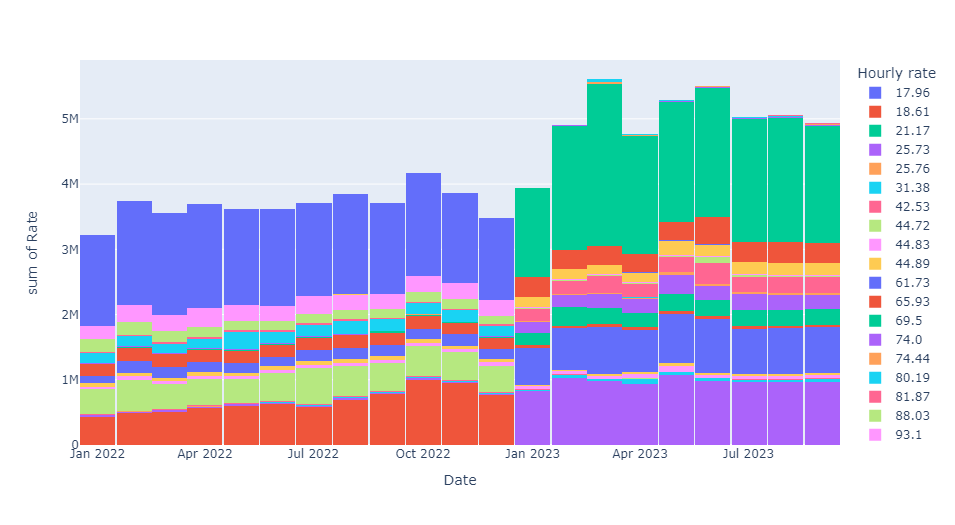 Hourly rate
17.96
18.61
21.17
25.73
25.76
31.38
42.53
44.72
44.83
44.89
61.73
65.93
69.5
74.0
74.44
80.19
81.87
88.03
93.1
5M
4M
3M
2M
1M
0
sum of Rate
Jan 2022
Apr 2022
Jul 2022
Oct 2022
Jan 2023
Apr 2023
Jul 2023
Date